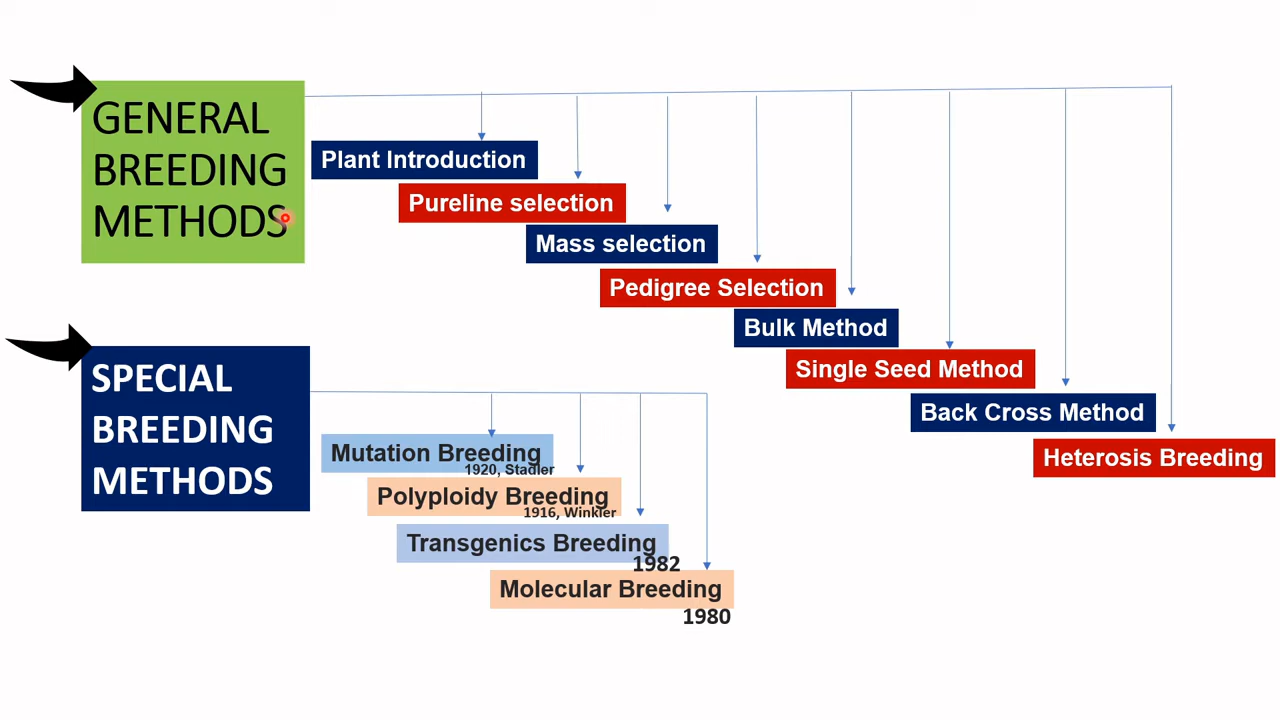 GENERAL
BREEDING
METHODS
Plant Introduction
Pureline selection
Mass selection
Pedigree Selection
Bulk Method
Single Seed Method
Back Cross Method
Heterosis Breeding
SPECIAL
BREEDING
METHODS
Mutation Breeding
1920, Stadler
Polyploidy Breeding
1916, Winkler
Transgenics Breeding
1982
Molecular Breeding
1980